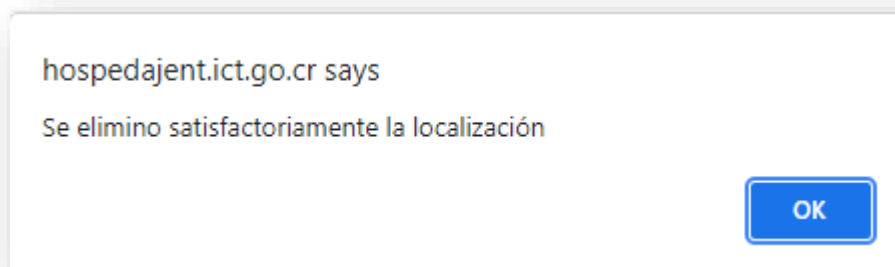 hospedajent.ict.go.cr says
Se elimino satisfactoriamente la localización
OK